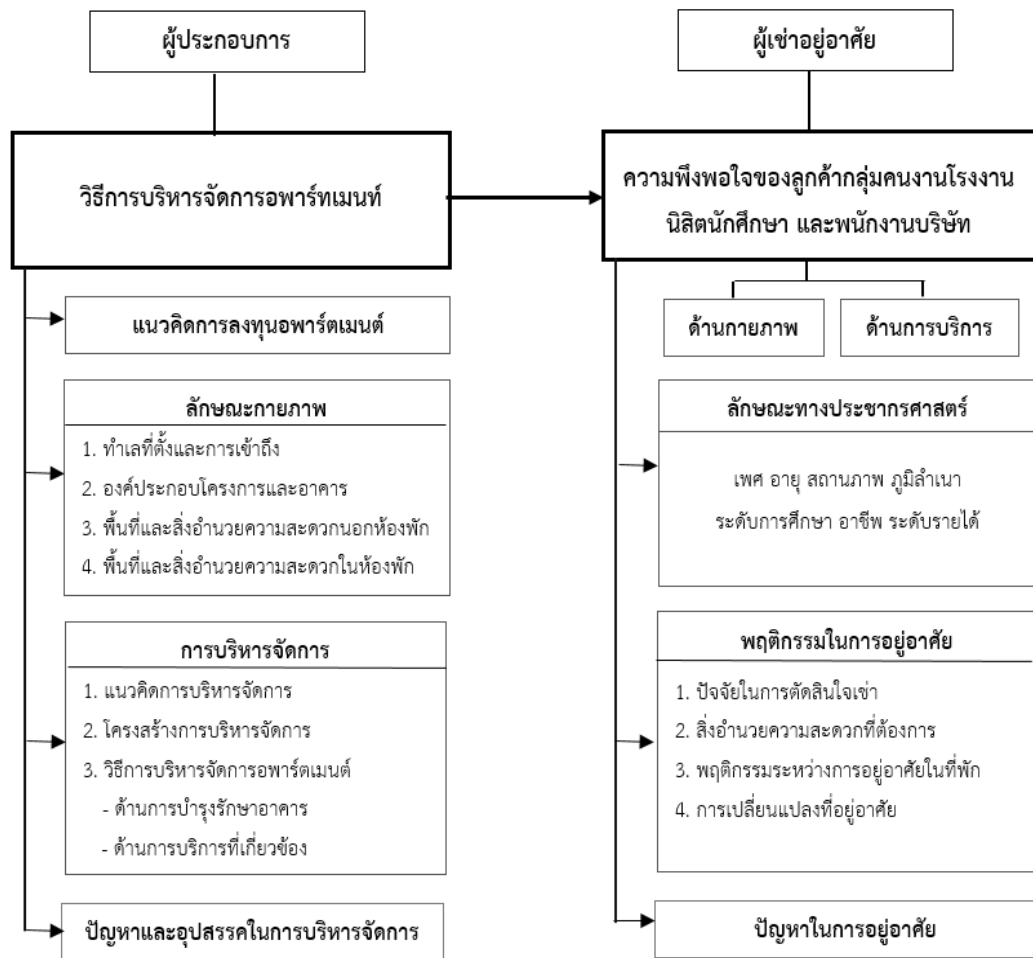 ผู้ประกอบการ
วิธีการบริหารจัดการอพาร์ทเมนท์
แนวคิดการลงทุนอพาร์ตเมนต์
ลักษณะกายภาพ
1. ทำเลที่ตั้งและการเข้าถึง
2. องค์ประกอบโครงการและอาคาร
3. พื้นที่และสิ่งอำนวยความสะดวกนอกห้องพัก
4. พื้นที่และสิ่งอำนวยความสะดวกในห้องพัก
การบริหารจัดการ
1. แนวคิดการบริหารจัดการ
2. โครงสร้างการบริหารจัดการ
3. วิธีการบริหารจัดการอพาร์ตเมนต์
- ด้านการบำรุงรักษาอาคาร
- ด้านการบริการที่เกี่ยวข้อง
ปัญหาและอุปสรรคในการบริหารจัดการ
ผู้เช่าอยู่อาศัย
ความพึงพอใจของลูกค้ากลุ่มคนงานโรงงาน
นิสิตนักศึกษา และพนักงานบริษัท
ด้านกายภาพ
ด้านการบริการ
ลักษณะทางประชากรศาสตร์
เพศ อายุ สถานภาพ ภูมิลำเนา
ระดับการศึกษา อาชีพ ระดับรายได้
พฤติกรรมในการอยู่อาศัย
1. ปัจจัยในการตัดสินใจเช่า
2. สิ่งอำนวยความสะดวกที่ต้องการ
3. พฤติกรรมระหว่างการอยู่อาศัยในที่พัก
4. การเปลี่ยนแปลงที่อยู่อาศัย
ปัญหาในการอยู่อาศัย